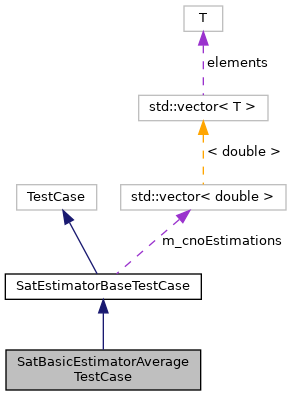 T
elements
std::vector< T >
< double >
TestCase
std::vector< double >
m_cnoEstimations
SatEstimatorBaseTestCase
SatBasicEstimatorAverage
TestCase